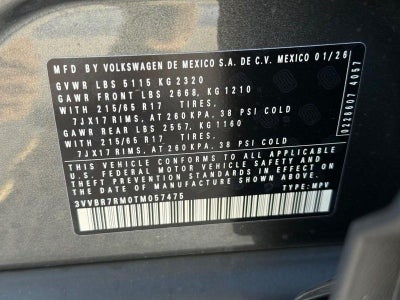 MFD BY VOLKSWAGEN DE MEXICO S.A. DE C.V. MEXICO 01/26
GVWR LBS 5115 KG 2320
GAWR FRONT LBS 2668, KG 1210
WITH 215/65 R17 TIRES,
7JX17 RIMS, AT 260 KPA, 38 PSI COLD
GAWR REAR LBS 2557, KG 1160
WITH 215/65 R17 TIRES,
7JX17 RIMS, AT 260 KPA, 38 PSI COLD
THIS VEHICLE CONFORMS TO ALL APPLICABLE
U.S. FEDERAL MOTOR VEHICLE SAFETY AND
THEFT PREVENTION STANDARDS IN EFFECT ON
THE DATE OF MANUFACTURE SHOWN ABOVE
3VVBR7RM0TM057475 TYPE: MPV
0226607 4057